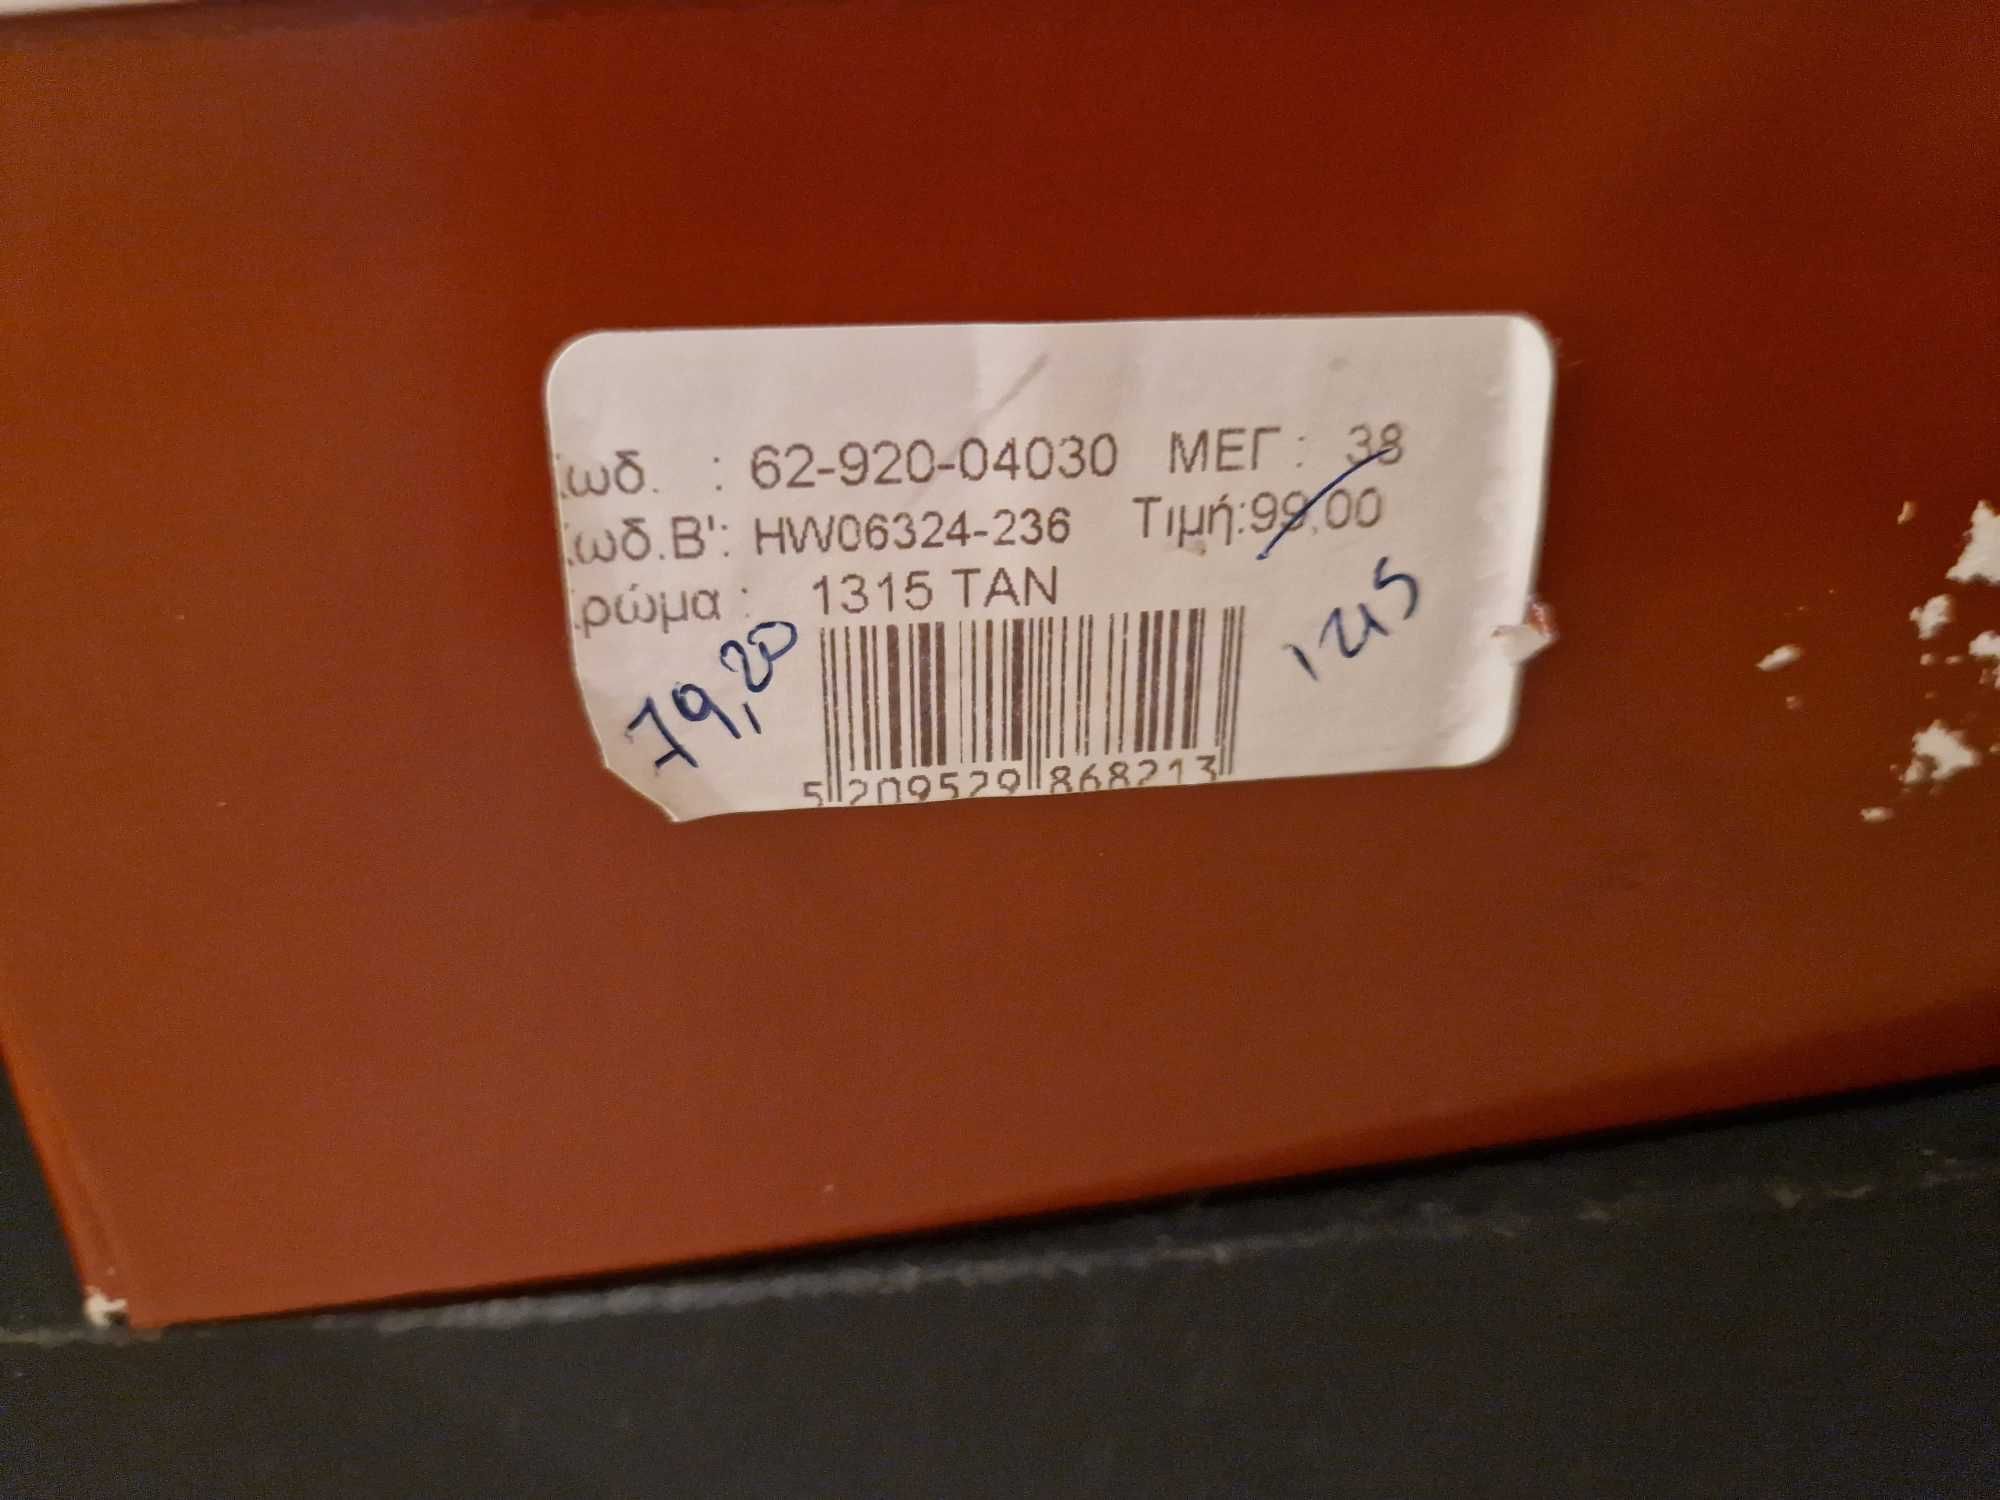 ωδ. : 62-920-04030 ΜΕΓ : 38
ωδ.Β': HW06324-236 Τιμή:99.00
ρώμα : 1315 TAN
79,20
5 209529 868213